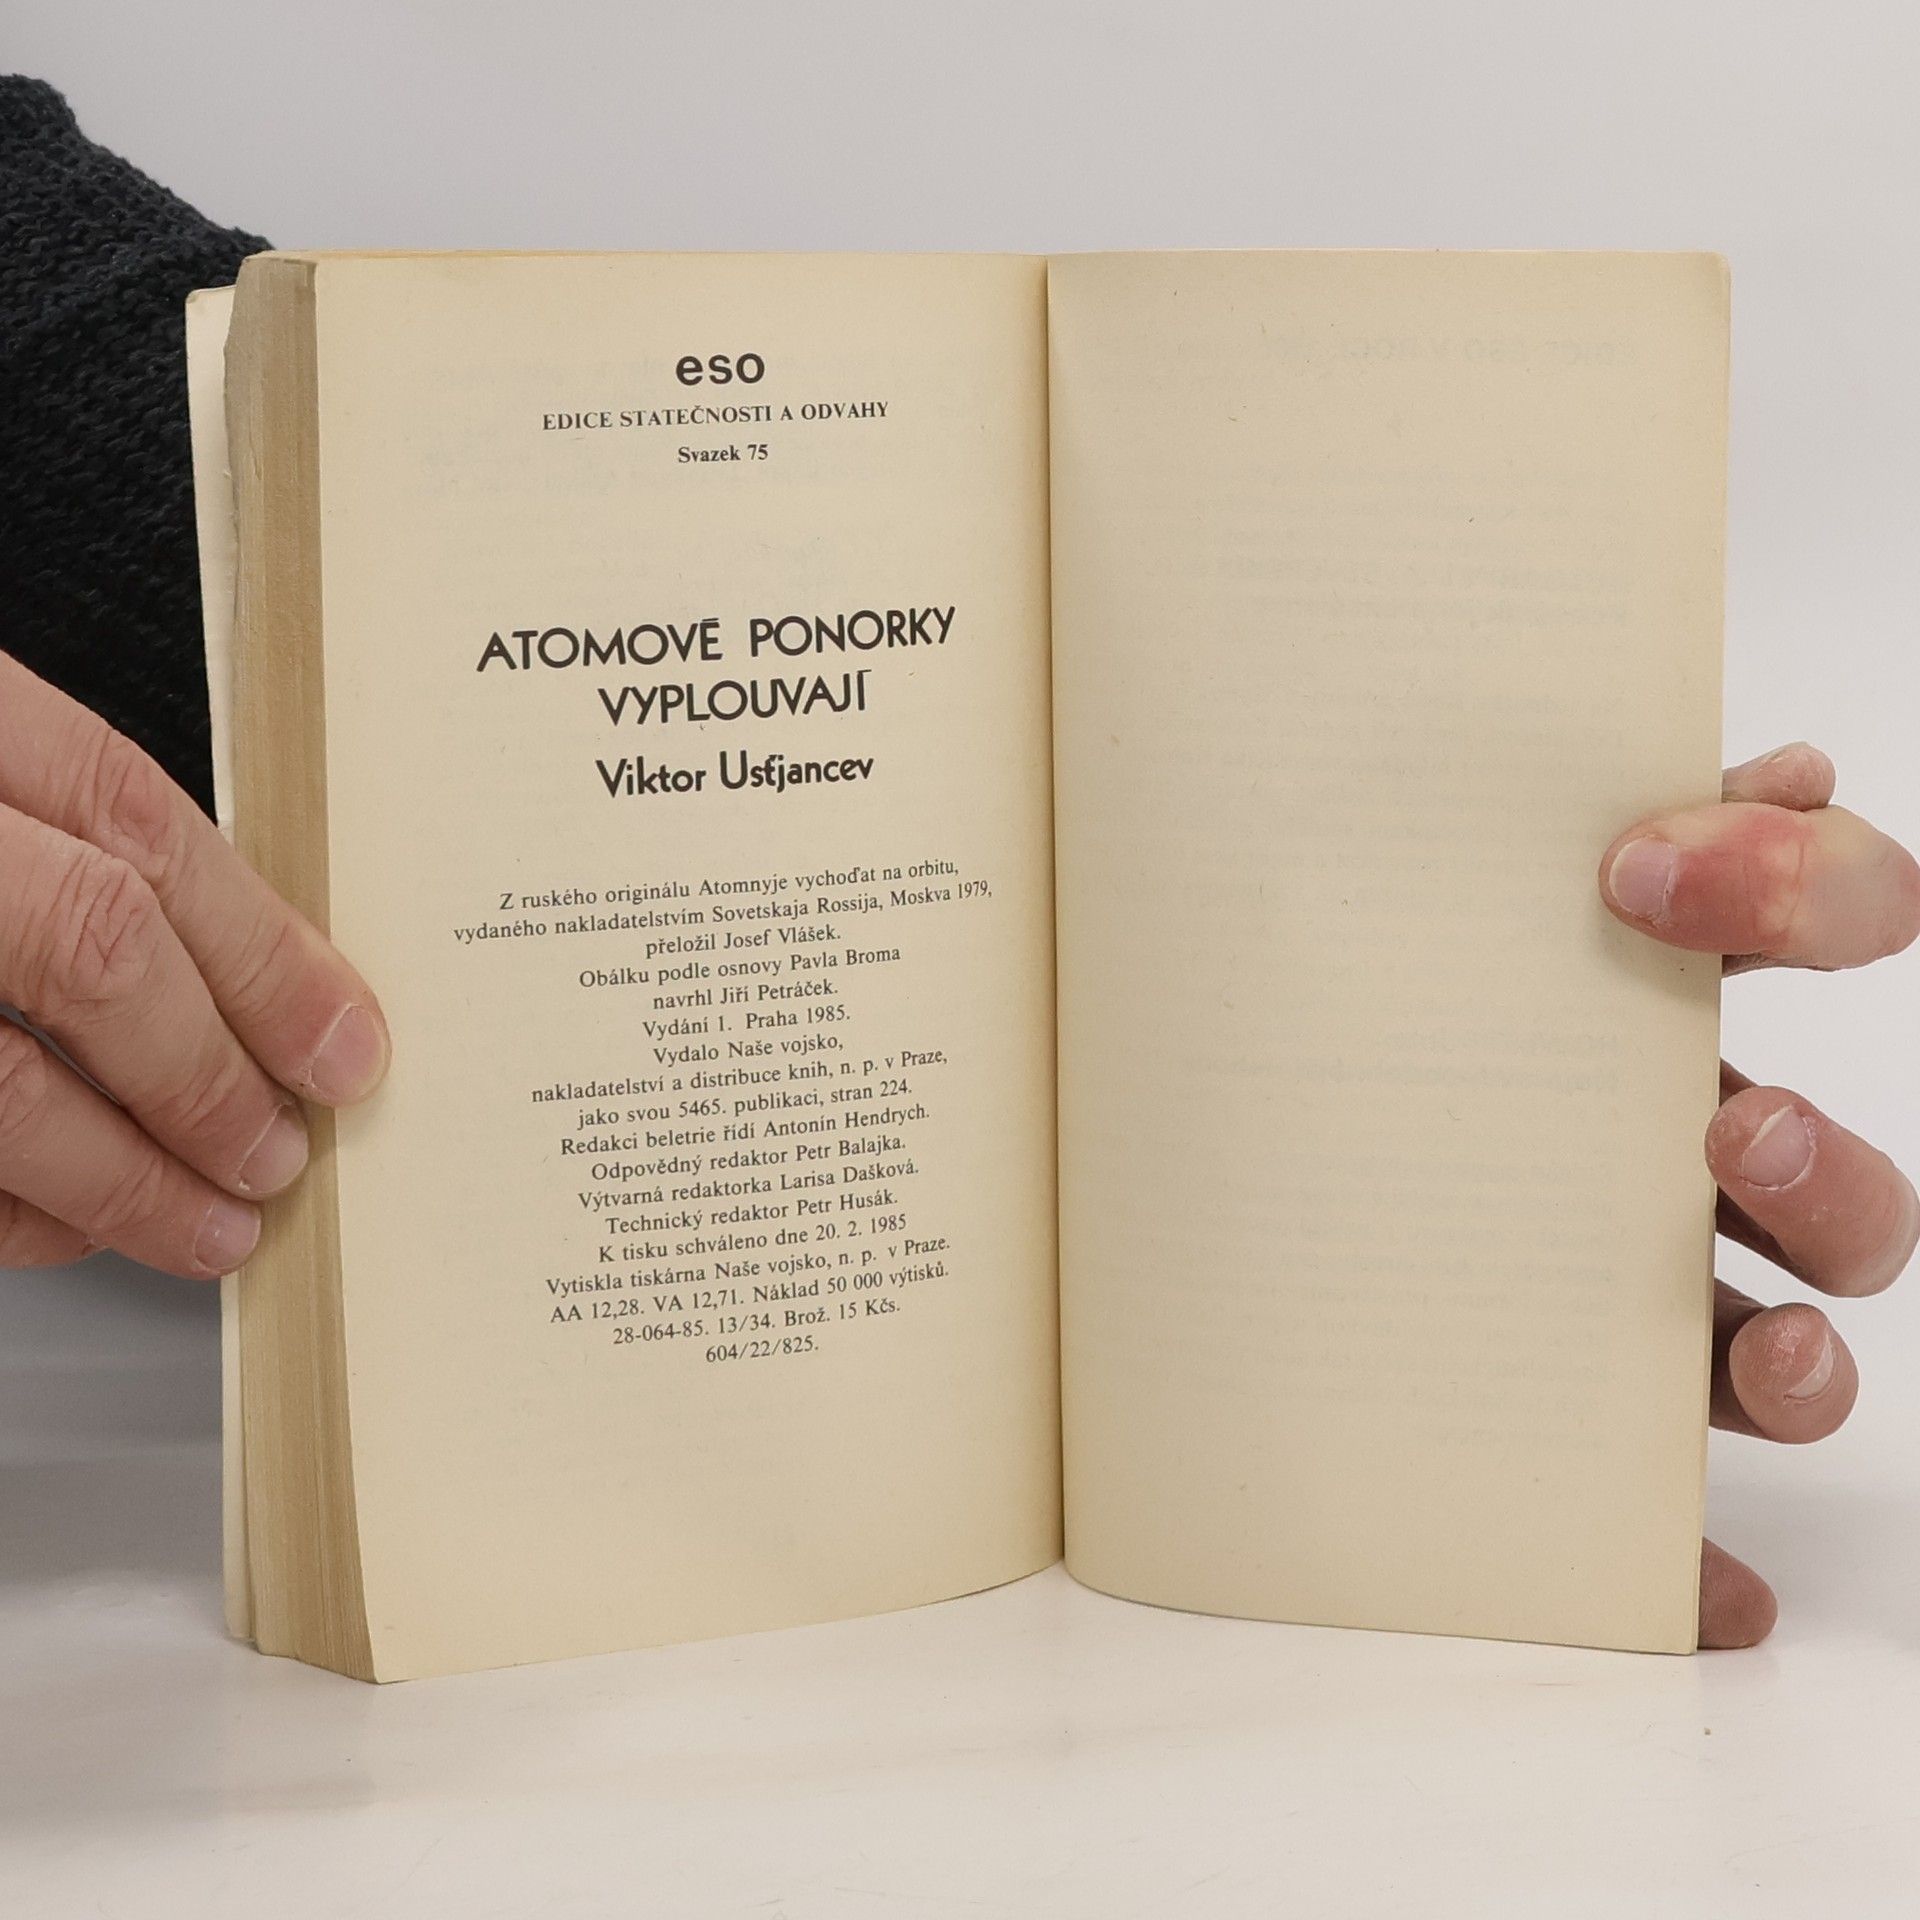 eso
EDICE STATEČNOSTI A ODVAHY
Svazek 75
ATOMOVÉ PONORKY
VYPLOUVAJÍ
Viktor Usťjancev
Z ruského originálu Atomnyje vychoďat na orbitu,
vydaného nakladatelstvím Sovetskaja Rossija, Moskva 1979,
přeložil Josef Vlášek.
Obálku podle osnovy Pavla Broma
navrhl Jiří Petráček.
Vydání 1. Praha 1985.
Vydalo Naše vojsko,
nakladatelství a distribuce knih, n. p. v Praze,
jako svou 5465. publikaci, stran 224.
Redakci beletrie řídí Antonín Hendrych.
Odpovědný redaktor Petr Balajka.
Výtvarná redaktorka Larisa Dašková.
Technický redaktor Petr Husák.
K tisku schváleno dne 20. 2. 1985
Vytiskla tiskárna Naše vojsko, n. p. v Praze.
AA 12,28. VA 12,71. Náklad 50 000 výtisků.
28-064-85. 13/34. Brož. 15 Kčs.
604/22/825.